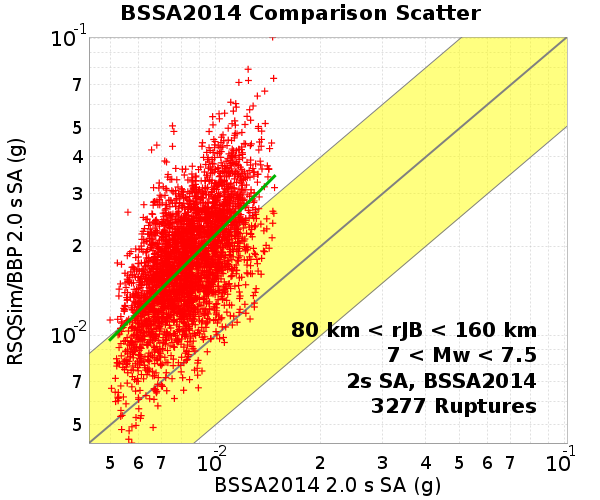 BSSA2014 Comparison Scatter
10^-1
7
5
4
3
2
10^-2
7
5
RSQSim/BBP 2.0 s SA (g)
80 km < rJB < 160 km
7 < Mw < 7.5
2s SA, BSSA2014
3277 Ruptures
5 6 7 10^-2 2 3 4 5 6 7 10^-1
BSSA2014 2.0 s SA (g)